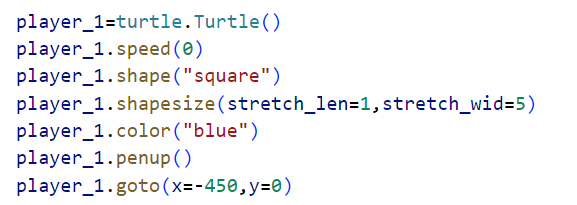 player_1=turtle.Turtle()
player_1.speed(0)
player_1.shape("square")
player_1.shapesize(stretch_len=1,stretch_wid=5)
player_1.color("blue")
player_1.penup()
player_1.goto(x=-450,y=0)